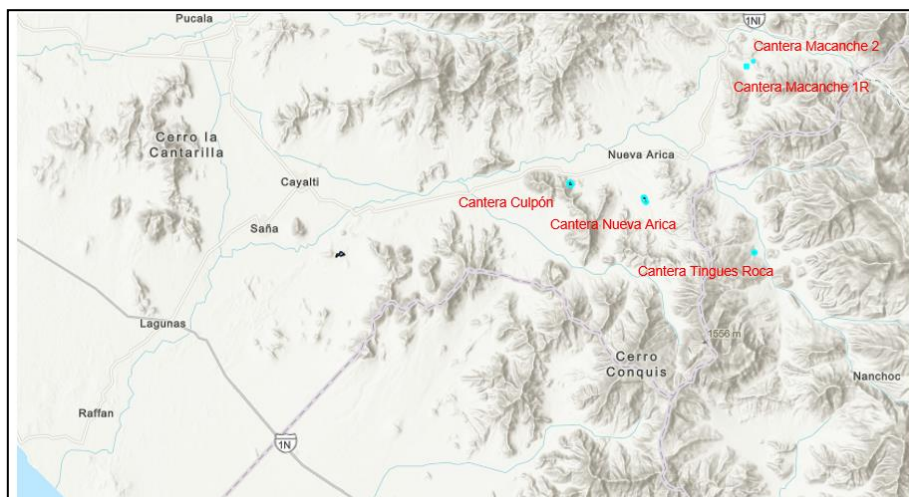 Pucala
1NI
Cantera Macanche 2
Cantera Macanche 1R
Cerro la
Cantarilla
Nueva Arica
Cayalti
Cantera Culpón
Saña
Cantera Nueva Arica
Cantera Tingues Roca
Lagunas
1556 m
Cerro
Conquis
Nanchoc
Raffan
1N